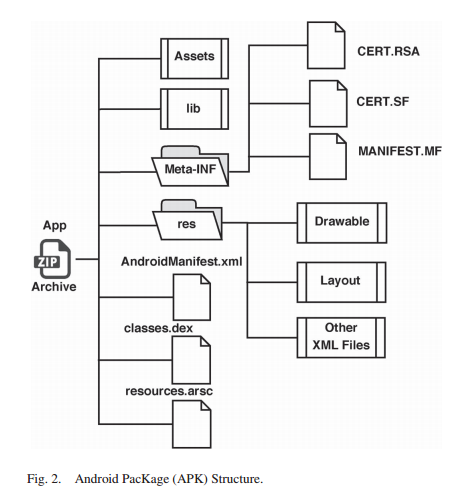 Assets
lib
Meta-INF
CERT.RSA
CERT.SF
MANIFEST.MF
res
Drawable
Layout
Other
XML Files
App
ZIP
Archive
AndroidManifest.xml
classes.dex
resources.arsc
Fig. 2. Android PacKage (APK) Structure.